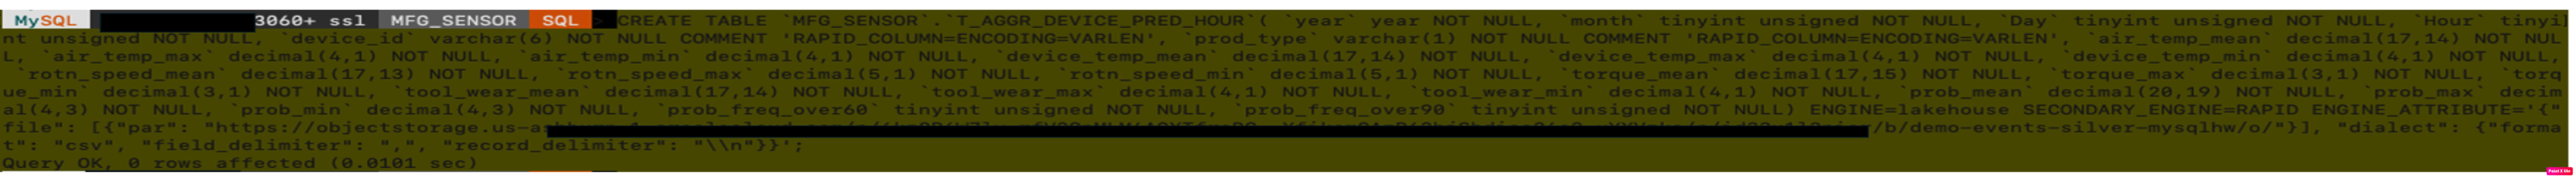 MySQL 3060+ ssl MFG_SENSOR SQL > CREATE TABLE `MFG_SENSOR`.`T_AGGR_DEVICE_PRED_HOUR`( `year` year NOT NULL, `month` tinyint unsigned NOT NULL, `Day` tinyint unsigned NOT NULL, `Hour` tinyi
nt unsigned NOT NULL, `device_id` varchar(6) NOT NULL COMMENT 'RAPID_COLUMN=ENCODING=VARLEN', `prod_type` varchar(1) NOT NULL COMMENT 'RAPID_COLUMN=ENCODING=VARLEN', `air_temp_mean` decimal(17,14) NOT NUL
L, `air_temp_max` decimal(4,1) NOT NULL, `air_temp_min` decimal(4,1) NOT NULL, `device_temp_mean` decimal(17,14) NOT NULL, `device_temp_max` decimal(4,1) NOT NULL, `device_temp_min` decimal(4,1) NOT NULL,
`rotn_speed_mean` decimal(17,13) NOT NULL, `rotn_speed_max` decimal(5,1) NOT NULL, `rotn_speed_min` decimal(5,1) NOT NULL, `torque_mean` decimal(17,15) NOT NULL, `torque_max` decimal(3,1) NOT NULL, `torq
ue_min` decimal(3,1) NOT NULL, `tool_wear_mean` decimal(17,14) NOT NULL, `tool_wear_max` decimal(4,1) NOT NULL, `tool_wear_min` decimal(4,1) NOT NULL, `prob_mean` decimal(20,19) NOT NULL, `prob_max` decim
al(4,3) NOT NULL, `prob_min` decimal(4,3) NOT NULL, `prob_freq_over60` tinyint unsigned NOT NULL, `prob_freq_over90` tinyint unsigned NOT NULL) ENGINE=lakehouse SECONDARY_ENGINE=RAPID ENGINE_ATTRIBUTE='{"
file": [{"par": "https://objectstorage.us-as /b/demo-events-silver-mysqlhw/o/"}], "dialect": {"forma
t": "csv", "field_delimiter": ",", "record_delimiter": "\\n"}}';
Query OK, 0 rows affected (0.0101 sec)